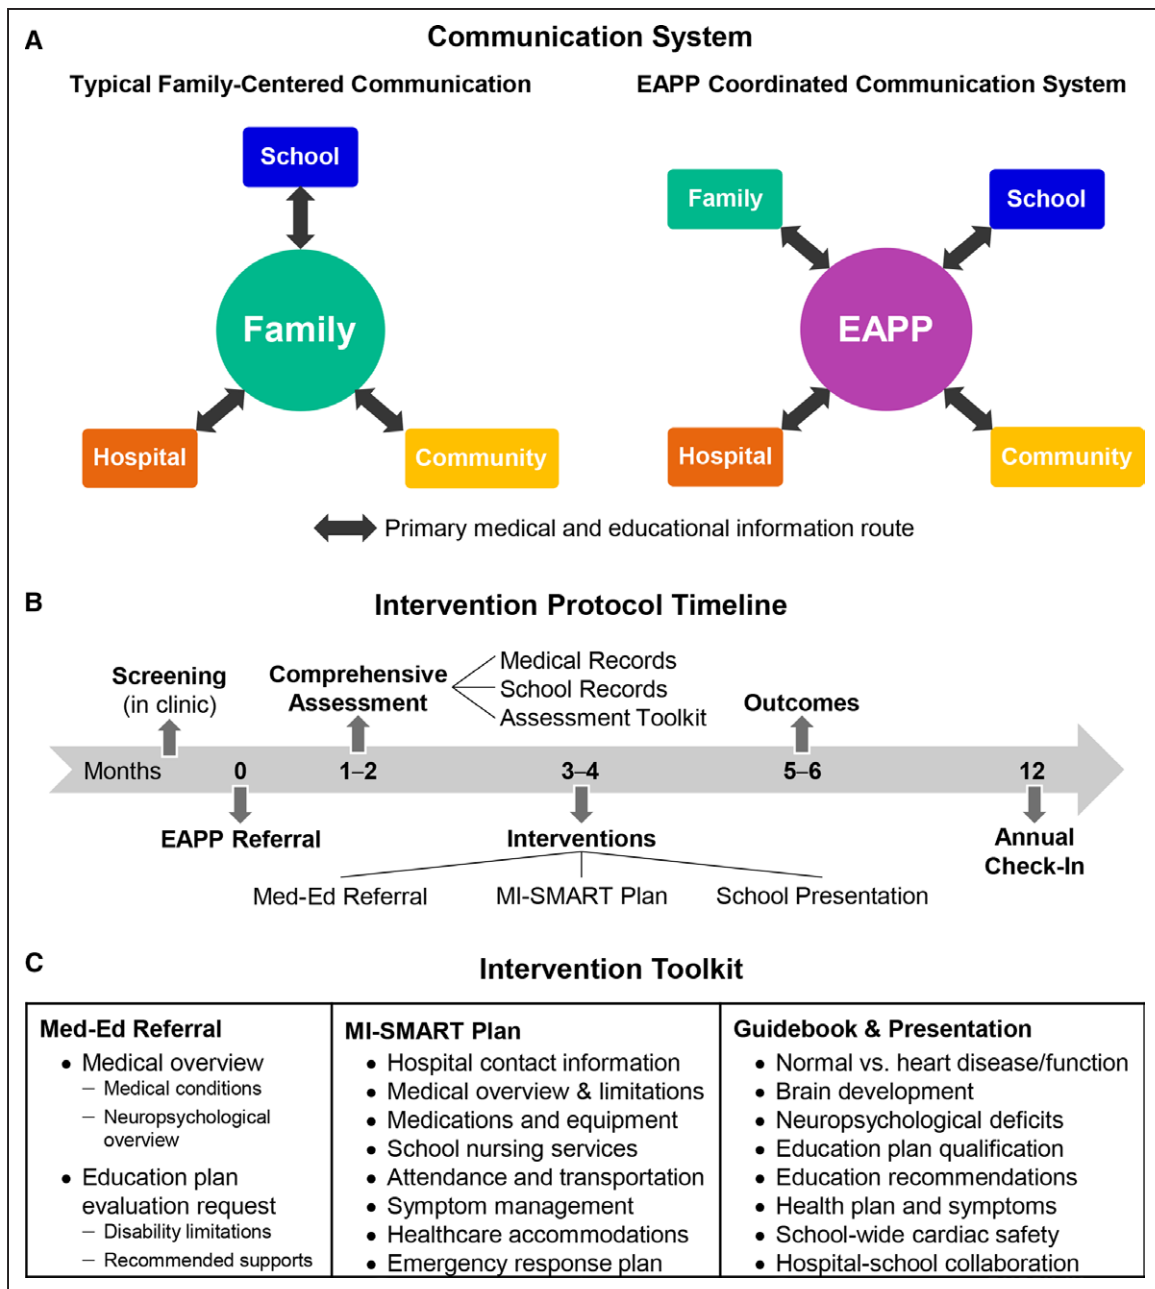 A
Communication System
Typical Family-Centered Communication
EAPP Coordinated Communication System
School
Family
Hospital
Community
Family
School
EAPP
Hospital
Community
Primary medical and educational information route
B
Intervention Protocol Timeline
Screening
(in clinic)
Comprehensive
Assessment
Medical Records
School Records
Assessment Toolkit
Outcomes
Months 0 1–2 3–4 5–6 12
EAPP Referral
Interventions
Annual
Check-In
Med-Ed Referral
MI-SMART Plan
School Presentation
C
Intervention Toolkit
Med-Ed Referral
• Medical overview
– Medical conditions
– Neuropsychological
overview
• Education plan
evaluation request
– Disability limitations
– Recommended supports
MI-SMART Plan
• Hospital contact information
• Medical overview & limitations
• Medications and equipment
• School nursing services
• Attendance and transportation
• Symptom management
• Healthcare accommodations
• Emergency response plan
Guidebook & Presentation
• Normal vs. heart disease/function
• Brain development
• Neuropsychological deficits
• Education plan qualification
• Education recommendations
• Health plan and symptoms
• School-wide cardiac safety
• Hospital-school collaboration